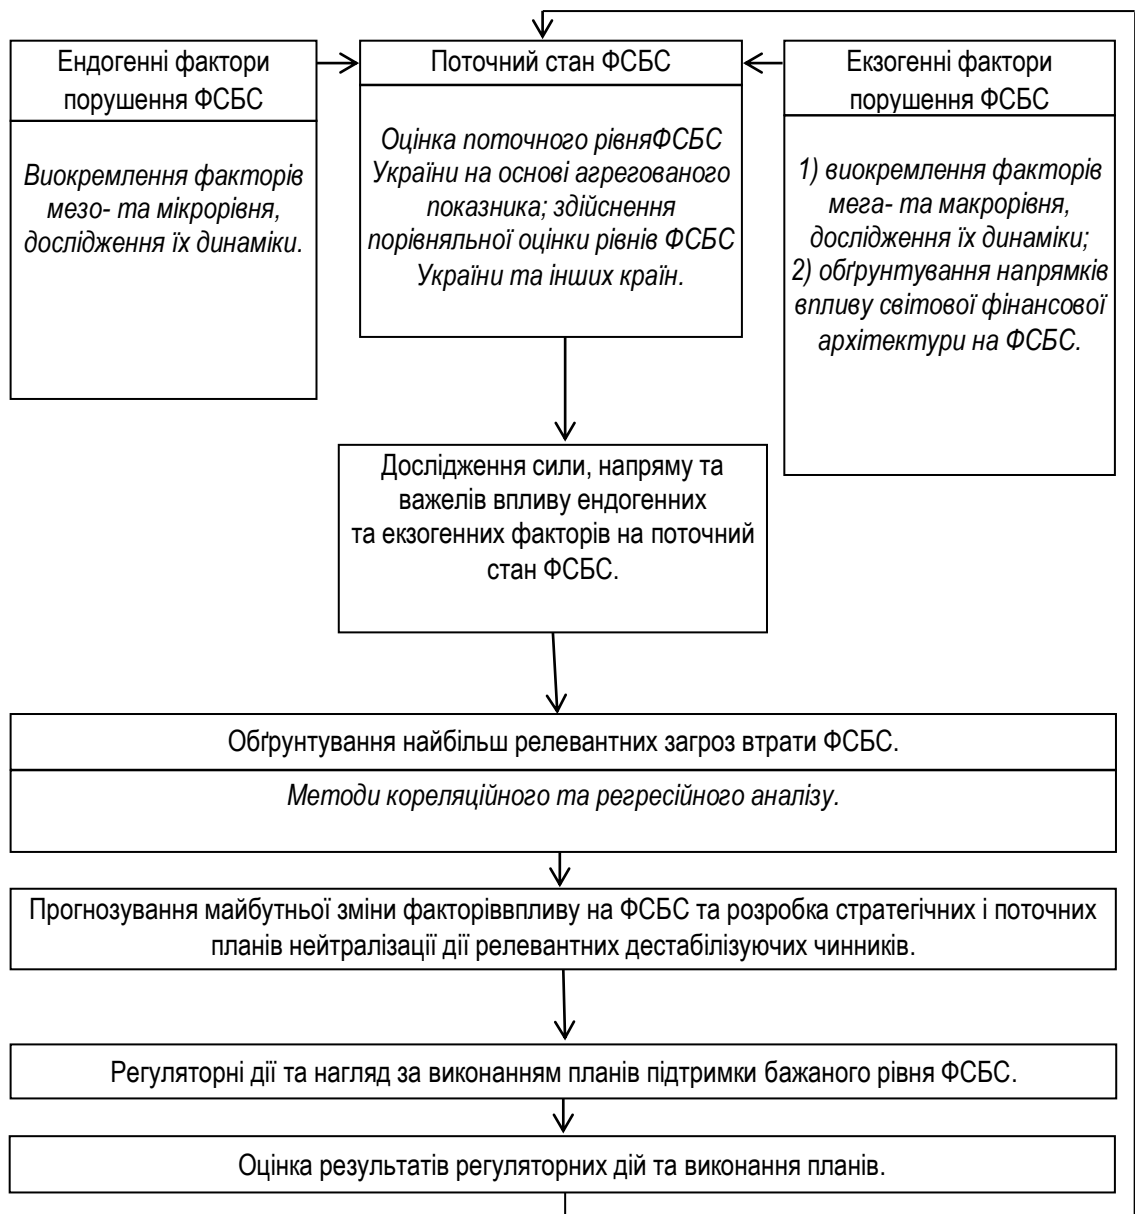 Ендогенні фактори
порушення ФСБС
Виокремлення факторів
мезо- та мікрорівня,
дослідження їх динаміки.
Поточний стан ФСБС
Оцінка поточного рівняФСБС
України на основі агрегованого
показника; здійснення
порівняльної оцінки рівнів ФСБС
України та інших країн.
Екзогенні фактори
порушення ФСБС
1) виокремлення факторів
мега- та макрорівня,
дослідження їх динаміки;
2) обґрунтування напрямків
впливу світової фінансової
архітектури на ФСБС.
Дослідження сили, напряму та
важелів впливу ендогенних
та екзогенних факторів на поточний
стан ФСБС.
Обґрунтування найбільш релевантних загроз втрати ФСБС.
Методи кореляційного та регресійного аналізу.
Прогнозування майбутньої зміни факторіввпливу на ФСБС та розробка стратегічних і поточних
планів нейтралізації дії релевантних дестабілізуючих чинників.
Регуляторні дії та нагляд за виконанням планів підтримки бажаного рівня ФСБС.
Оцінка результатів регуляторних дій та виконання планів.